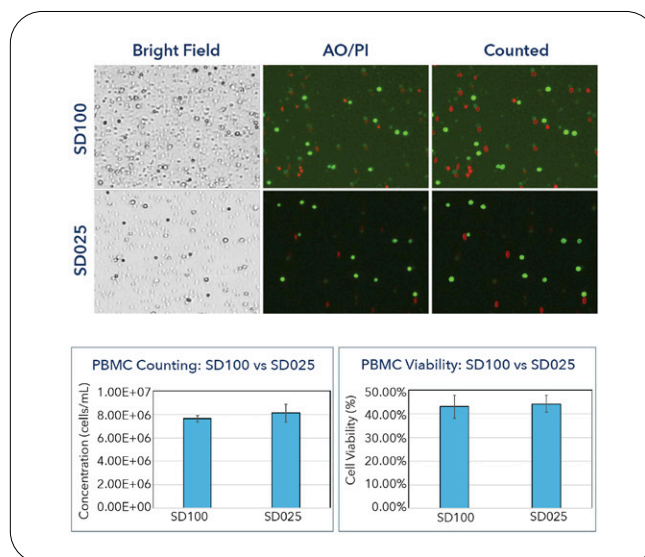 Bright Field
AO/PI
Counted
SD100
SD025
PBMC Counting: SD100 vs SD025
Concentration (cells/mL)
1.00E+07
8.00E+06
6.00E+06
4.00E+06
2.00E+06
0.00E+00
SD100
SD025
PBMC Viability: SD100 vs SD025
Cell Viability (%)
50.00%
40.00%
30.00%
20.00%
10.00%
0.00%
SD100
SD025